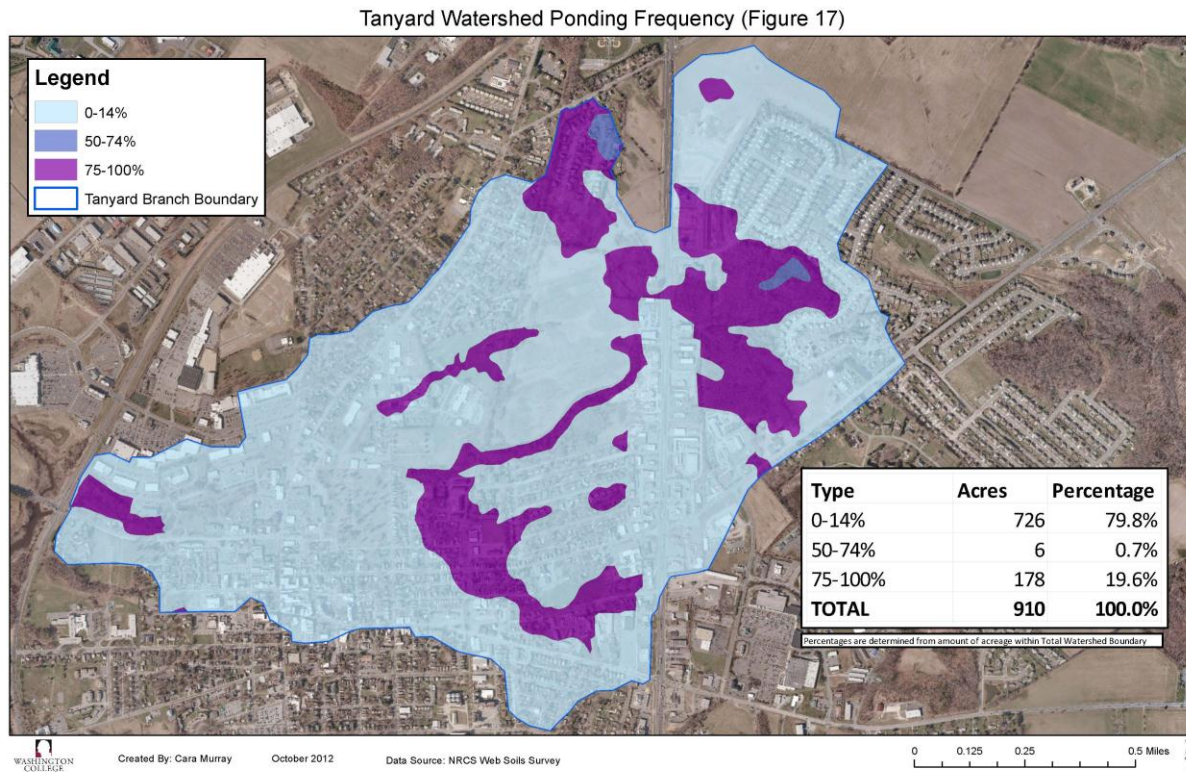 Tanyard Watershed Ponding Frequency (Figure 17)
Legend
0-14%
50-74%
75-100%
Tanyard Branch Boundary
Type Acres Percentage
0-14% 726 79.8%
50-74% 6 0.7%
75-100% 178 19.6%
TOTAL 910 100.0%
Percentages are determined from amount of acreage within Total Watershed Boundary
WASHINGTON
COLLEGE
Created By: Cara Murray October 2012 Data Source: NRCS Web Soils Survey
0 0.125 0.25 0.5 Miles